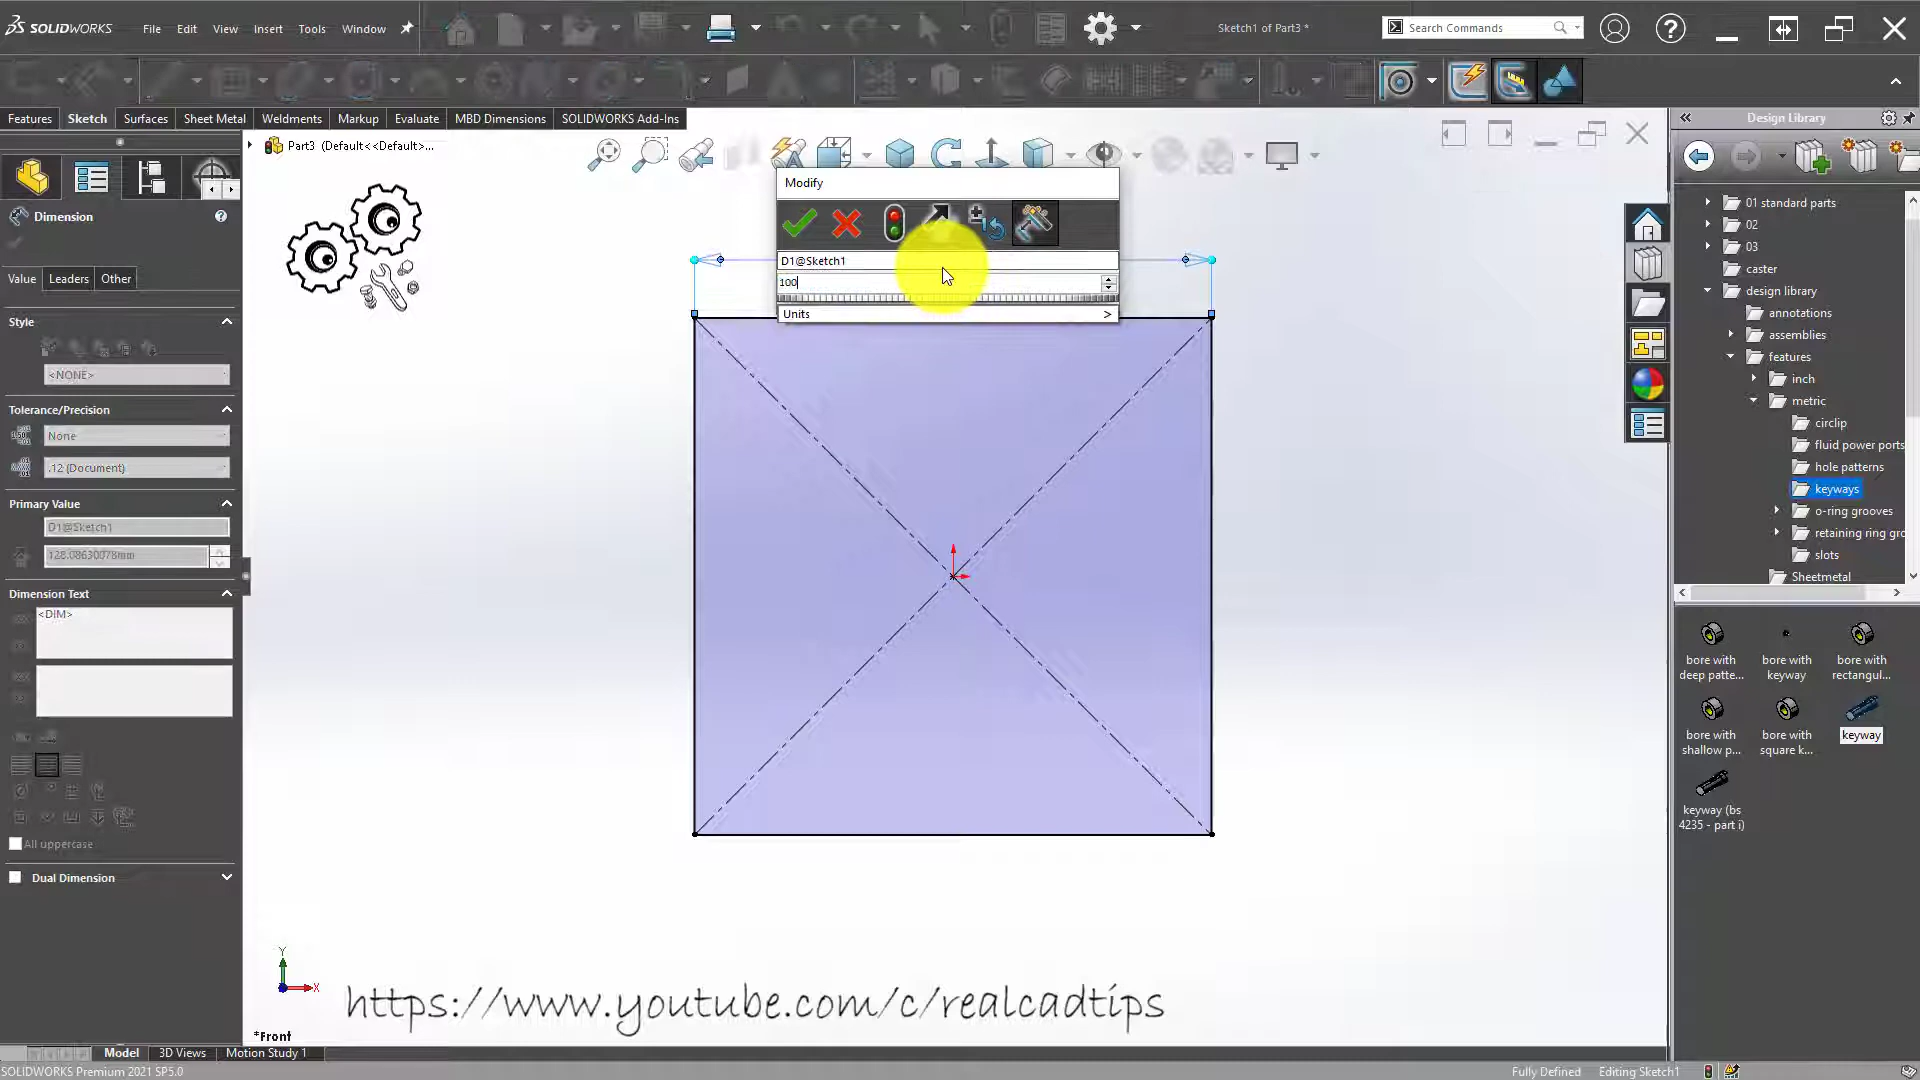 SOLIDWORKS File Edit View Insert Tools Window Sketch1 of Part3 * Search Commands
Features Sketch Surfaces Sheet Metal Weldments Markup Evaluate MBD Dimensions SOLIDWORKS Add-Ins
Part3 (Default<<Default>...
Dimension
Value Leaders Other
Style
<NONE>
Tolerance/Precision
None
.12 (Document)
Primary Value
D1@Sketch1
128.08630078mm
Dimension Text
<DIM>
All uppercase
Dual Dimension
Modify
D1@Sketch1
100
Units >
Y
X
*Front
https://www.youtube.com/c/realcadtips
Design Library
01 standard parts
02
03
caster
design library
annotations
assemblies
features
inch
metric
circlip
fluid power ports
hole patterns
keyways
o-ring grooves
retaining ring gro
slots
Sheetmetal
bore with deep patte...
bore with keyway
bore with rectangul...
bore with shallow p...
bore with square k...
keyway
keyway (bs 4235 - part i)
Model 3D Views Motion Study 1
SOLIDWORKS Premium 2021 SP5.0 Fully Defined Editing Sketch1